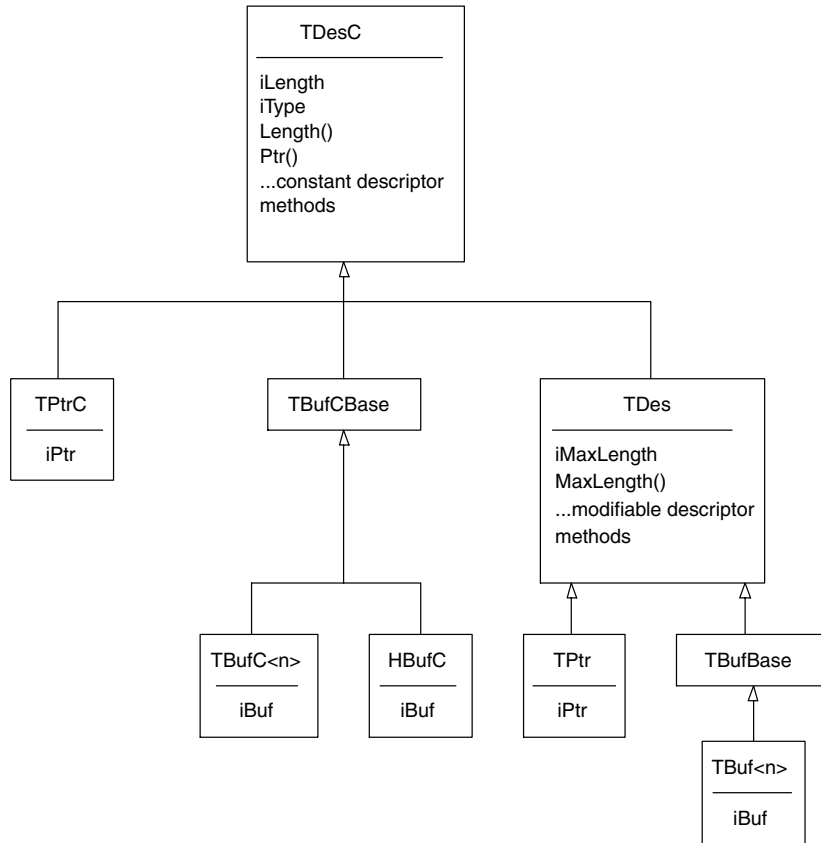 TDesC
iLength
iType
Length()
Ptr()
...constant descriptor
methods
TPtrC
iPtr
TBufCBase
TDes
iMaxLength
MaxLength()
...modifiable descriptor
methods
TBufC<n>
iBuf
HBufC
iBuf
TPtr
iPtr
TBufBase
TBuf<n>
iBuf